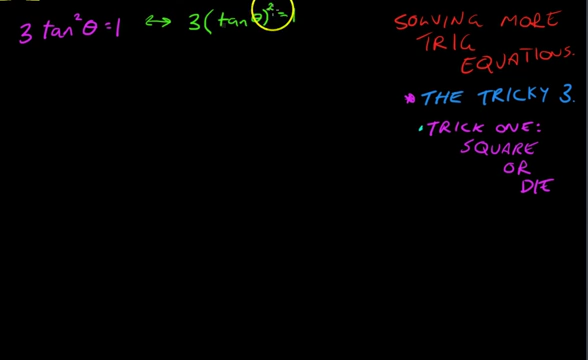 3 tan²θ = 1 ↔ 3(tan θ)² = 1
SOLVING MORE
TRIG
EQUATIONS.
* THE TRICKY 3.
• TRICK ONE:
SQUARE
OR
DIE